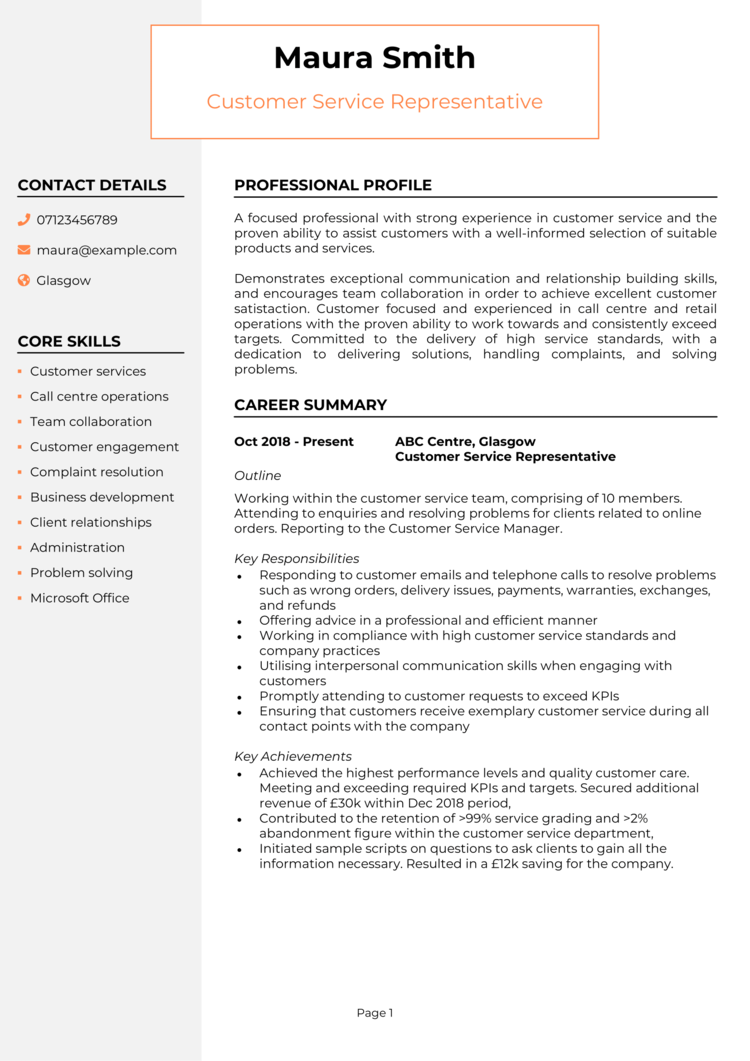 Maura Smith
Customer Service Representative
CONTACT DETAILS
07123456789
maura@example.com
Glasgow
CORE SKILLS
Customer services
Call centre operations
Team collaboration
Customer engagement
Complaint resolution
Business development
Client relationships
Administration
Problem solving
Microsoft Office
PROFESSIONAL PROFILE
A focused professional with strong experience in customer service and the
proven ability to assist customers with a well-informed selection of suitable
products and services.
Demonstrates exceptional communication and relationship building skills,
and encourages team collaboration in order to achieve excellent customer
satistaction. Customer focused and experienced in call centre and retail
operations with the proven ability to work towards and consistently exceed
targets. Committed to the delivery of high service standards, with a
dedication to delivering solutions, handling complaints, and solving
problems.
CAREER SUMMARY
Oct 2018 - Present ABC Centre, Glasgow
Customer Service Representative
Outline
Working within the customer service team, comprising of 10 members.
Attending to enquiries and resolving problems for clients related to online
orders. Reporting to the Customer Service Manager.
Key Responsibilities
• Responding to customer emails and telephone calls to resolve problems
such as wrong orders, delivery issues, payments, warranties, exchanges,
and refunds
• Offering advice in a professional and efficient manner
• Working in compliance with high customer service standards and
company practices
• Utilising interpersonal communication skills when engaging with
customers
• Promptly attending to customer requests to exceed KPIs
• Ensuring that customers receive exemplary customer service during all
contact points with the company
Key Achievements
• Achieved the highest performance levels and quality customer care.
Meeting and exceeding required KPIs and targets. Secured additional
revenue of £30k within Dec 2018 period,
• Contributed to the retention of >99% service grading and >2%
abandonment figure within the customer service department,
• Initiated sample scripts on questions to ask clients to gain all the
information necessary. Resulted in a £12k saving for the company.
Page 1